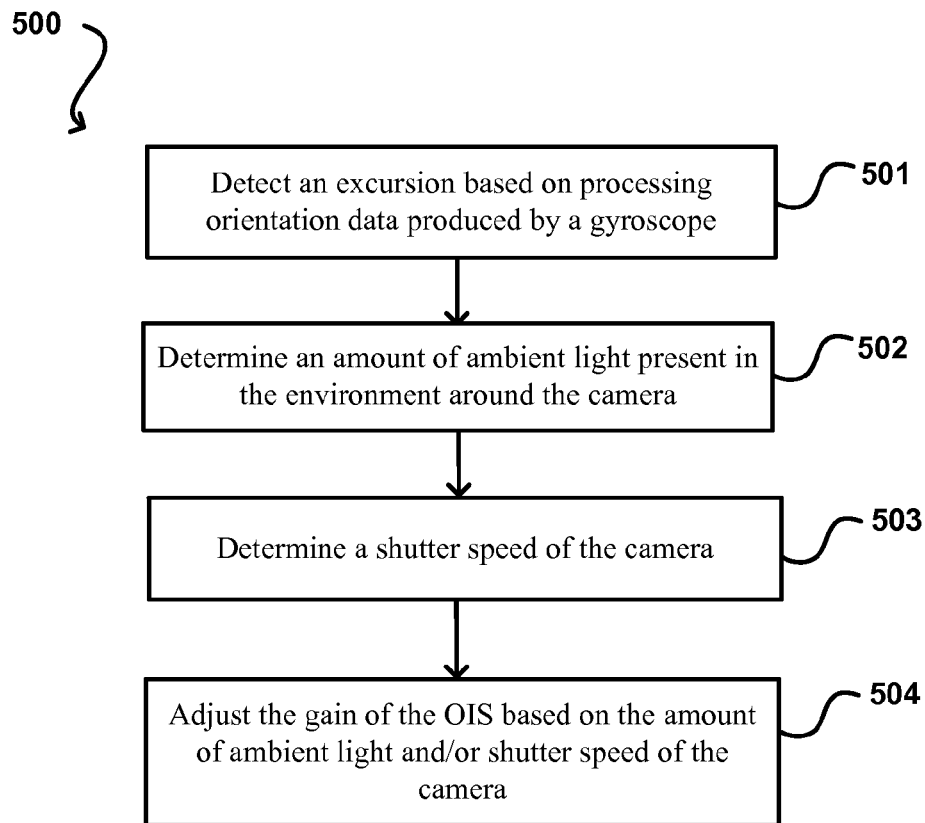 500
Detect an excursion based on processing
orientation data produced by a gyroscope
501
Determine an amount of ambient light present in
the environment around the camera
502
Determine a shutter speed of the camera
503
Adjust the gain of the OIS based on the amount
of ambient light and/or shutter speed of the
camera
504